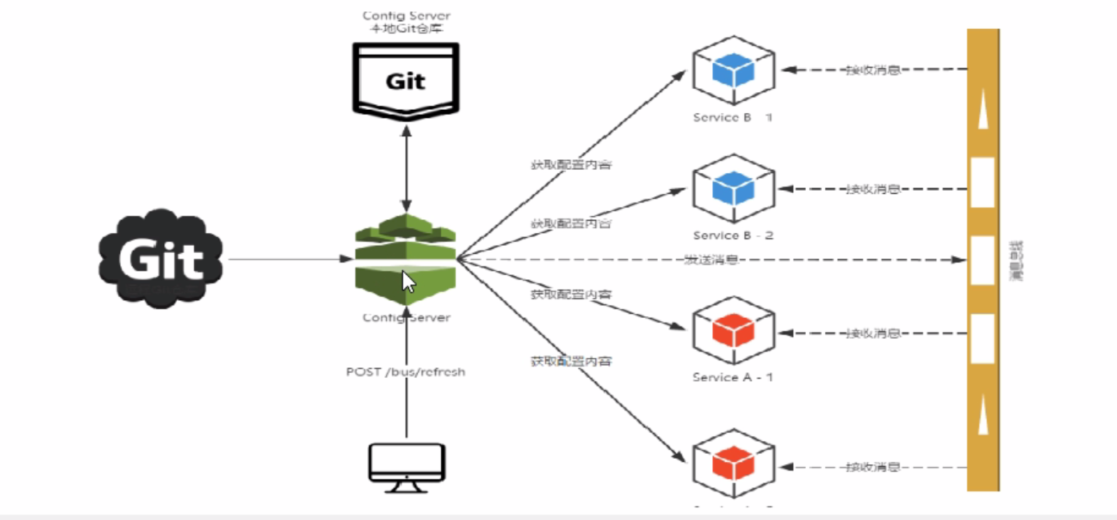 Config Server
本地Git仓库
Git
Git
Config Server
POST /bus/refresh
获取配置内容
获取配置内容
获取配置内容
获取配置内容
发送消息
Service B - 1
Service B - 2
Service A - 1
接收消息
接收消息
接收消息
接收消息
消息总线